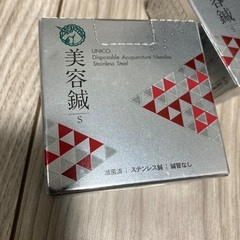 美容鍼
S
UNICO
Disposable Acupuncture Needles
Stainless Steel
滅菌済 | ステンレス鍼 | 鍼管なし